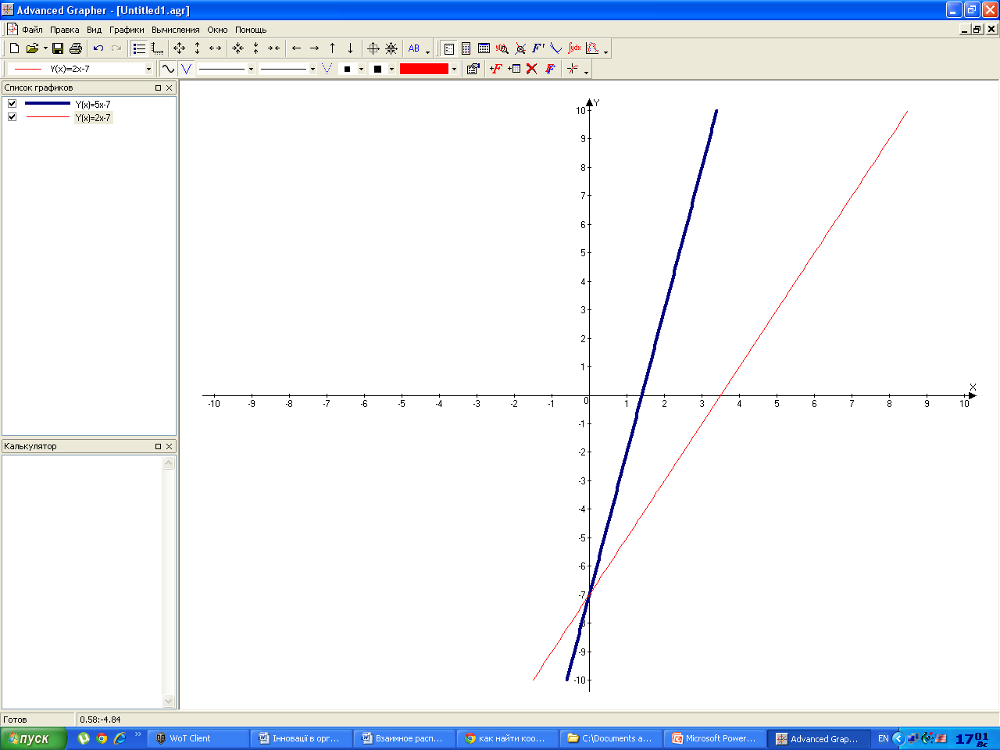 Advanced Grapher - [Untitled1.agr]
Файл Правка Вид Графики Вычисления Окно Помощь
AB y(x) F' ∫ydx
Y(x)=2x-7 +F F
Список графиков
Y(x)=5x-7
Y(x)=2x-7
Y
10
9
8
7
6
5
4
3
2
1
X
-10 -9 -8 -7 -6 -5 -4 -3 -2 -1 0 1 2 3 4 5 6 7 8 9 10
-1
-2
-3
-4
-5
-6
-7
-8
-9
-10
Калькулятор
Готово 0.58:-4.84
пуск » WoT Client Інновації в орг... Взаимное расп... как найти коо... C:\Documents a... Microsoft Power... Advanced Grap... EN 17 01
Вс